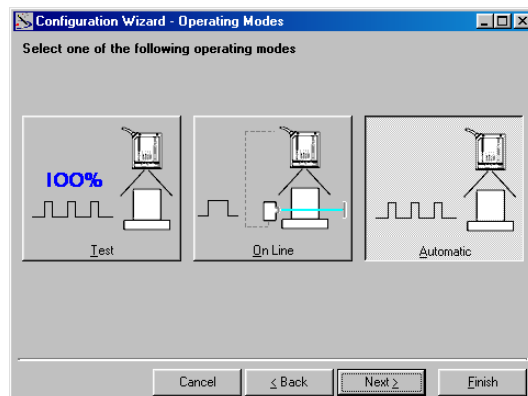 Configuration Wizard - Operating Modes
Select one of the following operating modes
100%
Test
On Line
Automatic
Cancel
< Back
Next >
Finish